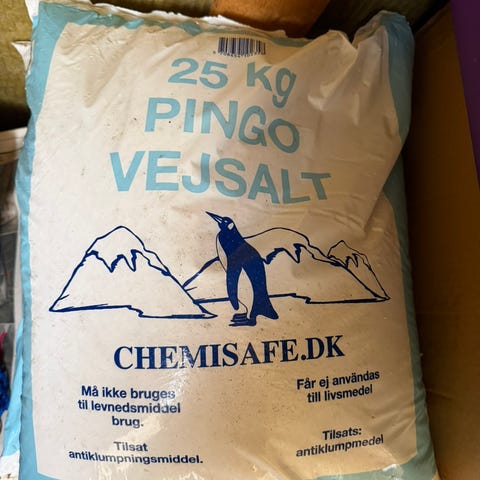 25 Kg
PINGO
VEJSALT
CHEMISAFE.DK
Må ikke bruges
til levnedsmiddel
brug.
Tilsat
antiklumpningsmiddel.
Får ej användas
till livsmedel
Tilsats:
antiklumpmedel